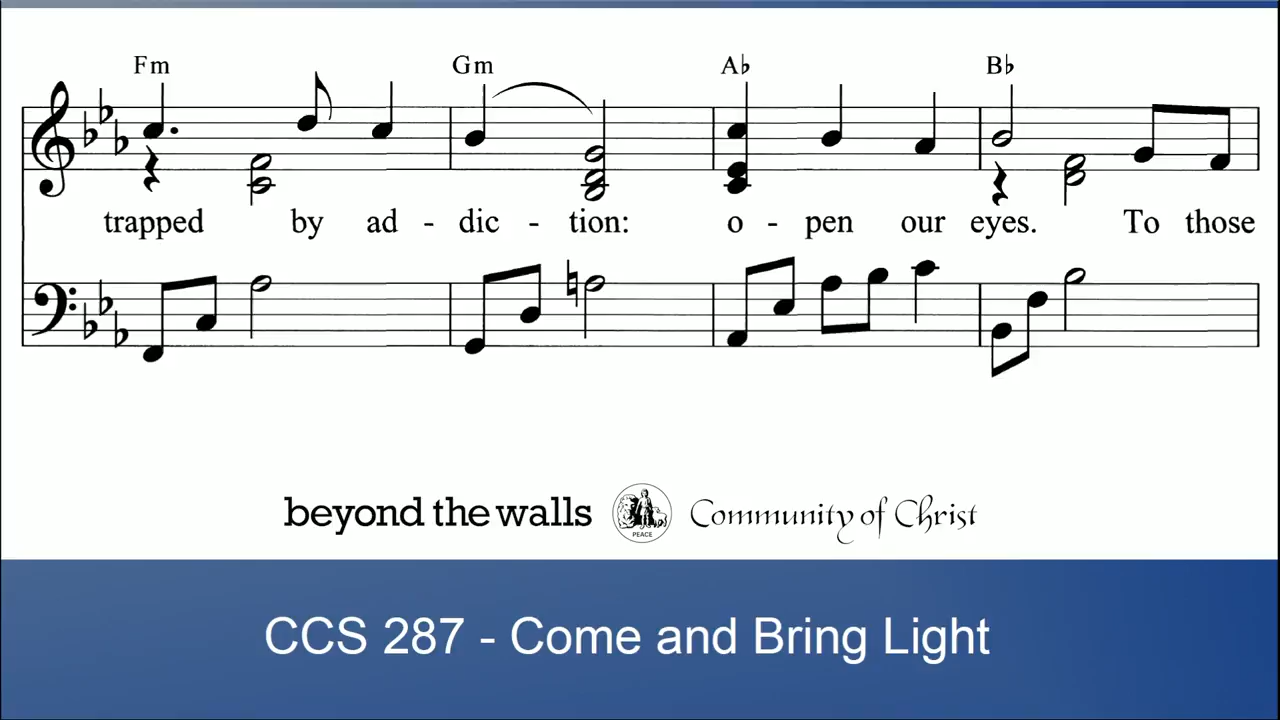 Fm Gm A♭ B♭
trapped by ad - dic - tion: o - pen our eyes. To those
beyond the walls PEACE Community of Christ
CCS 287 - Come and Bring Light